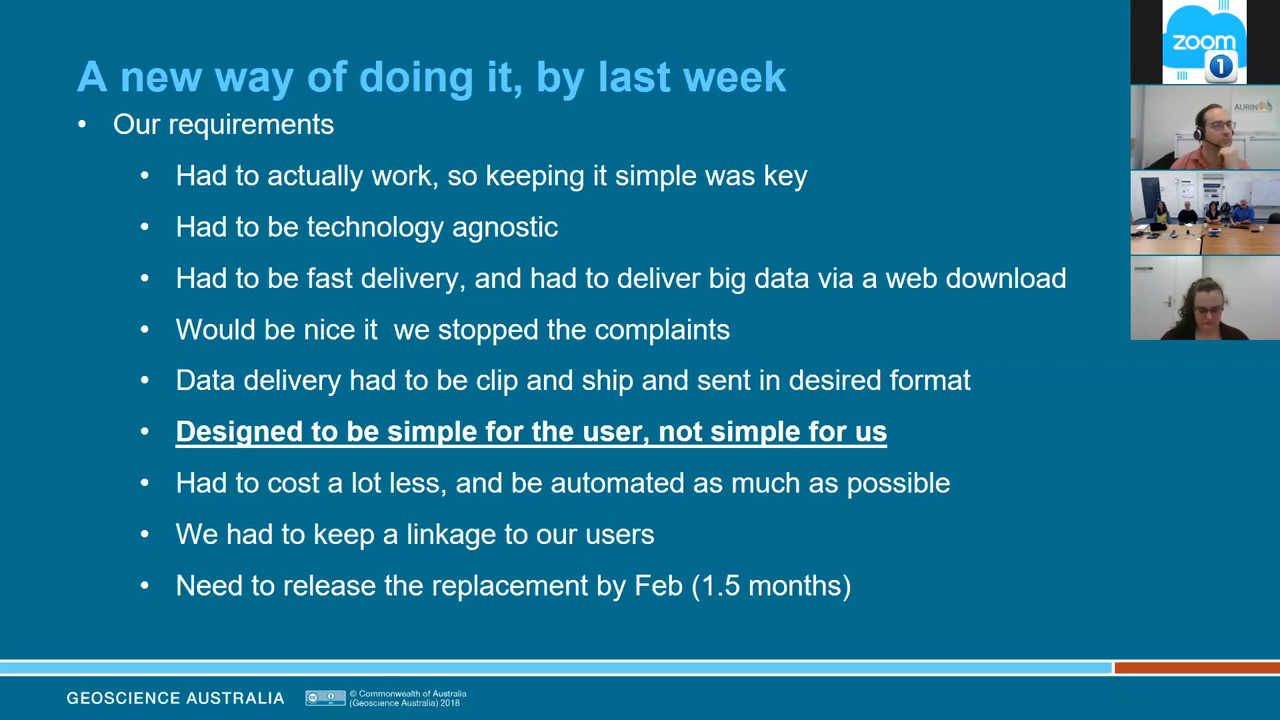 A new way of doing it, by last week
• Our requirements
• Had to actually work, so keeping it simple was key
• Had to be technology agnostic
• Had to be fast delivery, and had to deliver big data via a web download
• Would be nice it  we stopped the complaints
• Data delivery had to be clip and ship and sent in desired format
• Designed to be simple for the user, not simple for us
• Had to cost a lot less, and be automated as much as possible
• We had to keep a linkage to our users
• Need to release the replacement by Feb (1.5 months)
GEOSCIENCE AUSTRALIA
© Commonwealth of Australia
(Geoscience Australia) 2018
zoom
1
AURIN